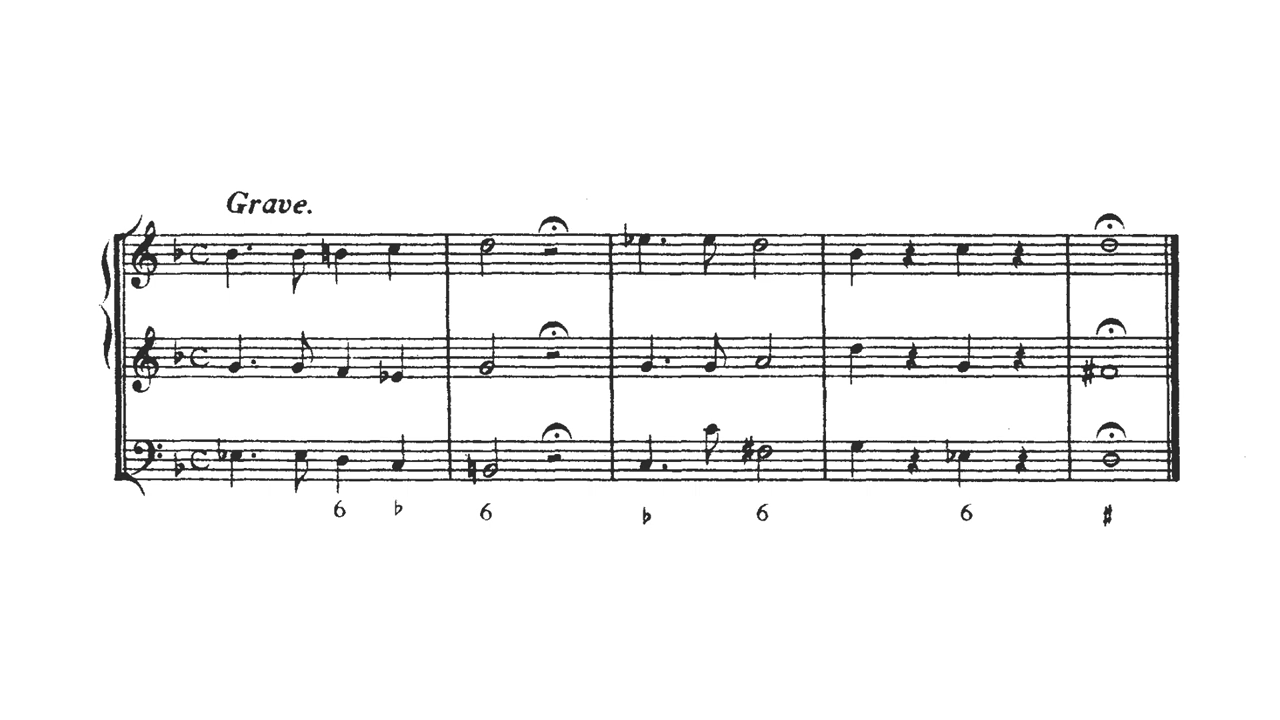 Grave.
6 ♭ 6 ♭ 6 6 ♯